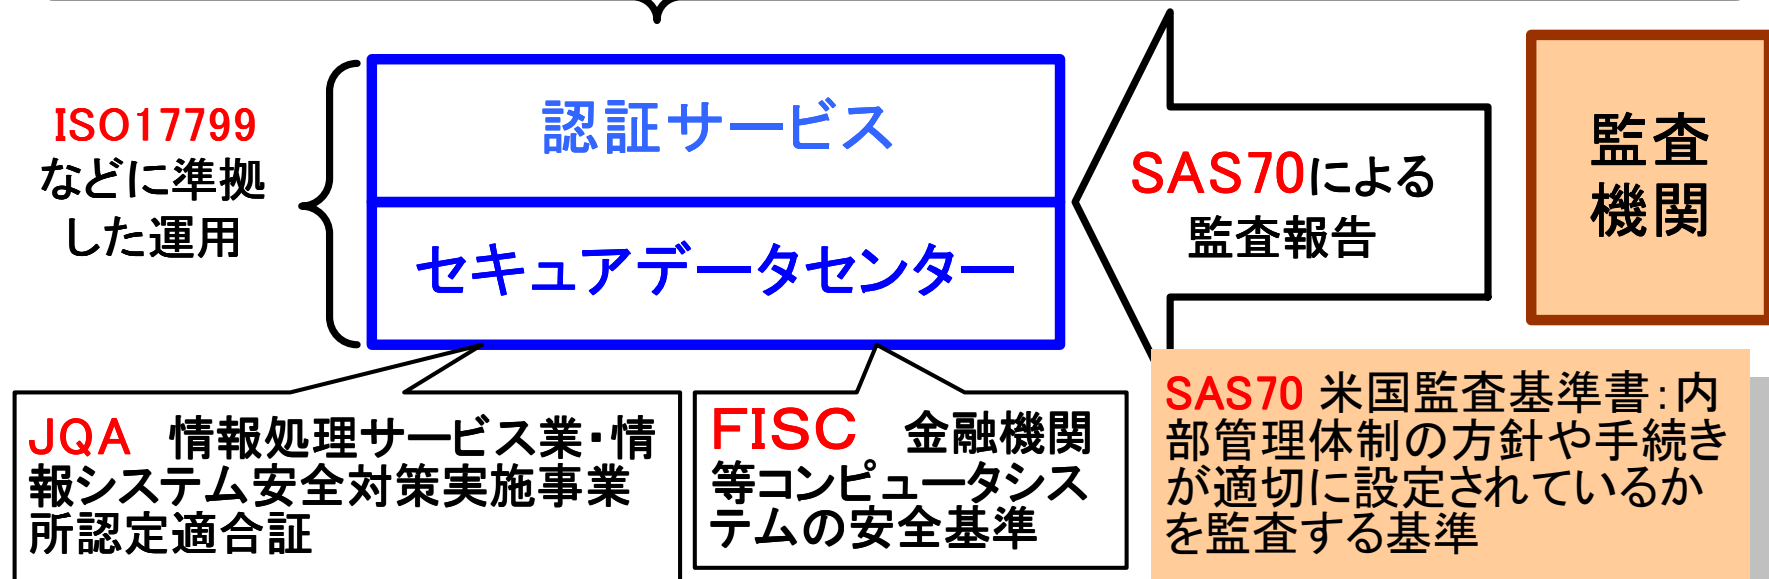 ISO17799
などに準拠
した運用
認証サービス
セキュアデータセンター
SAS70による
監査報告
監査
機関
JQA　情報処理サービス業・情
報システム安全対策実施事業
所認定適合証
FISC　金融機関
等コンピュータシス
テムの安全基準
SAS70 米国監査基準書：内
部管理体制の方針や手続き
が適切に設定されているか
を監査する基準